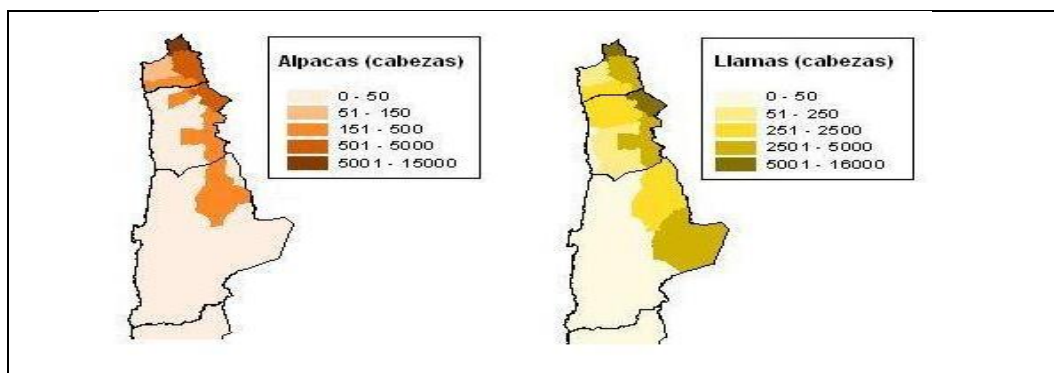 Alpacas (cabezas)
0 - 50
51 - 150
151 - 500
501 - 5000
5001 - 15000
Llamas (cabezas)
0 - 50
51 - 250
251 - 2500
2501 - 5000
5001 - 16000